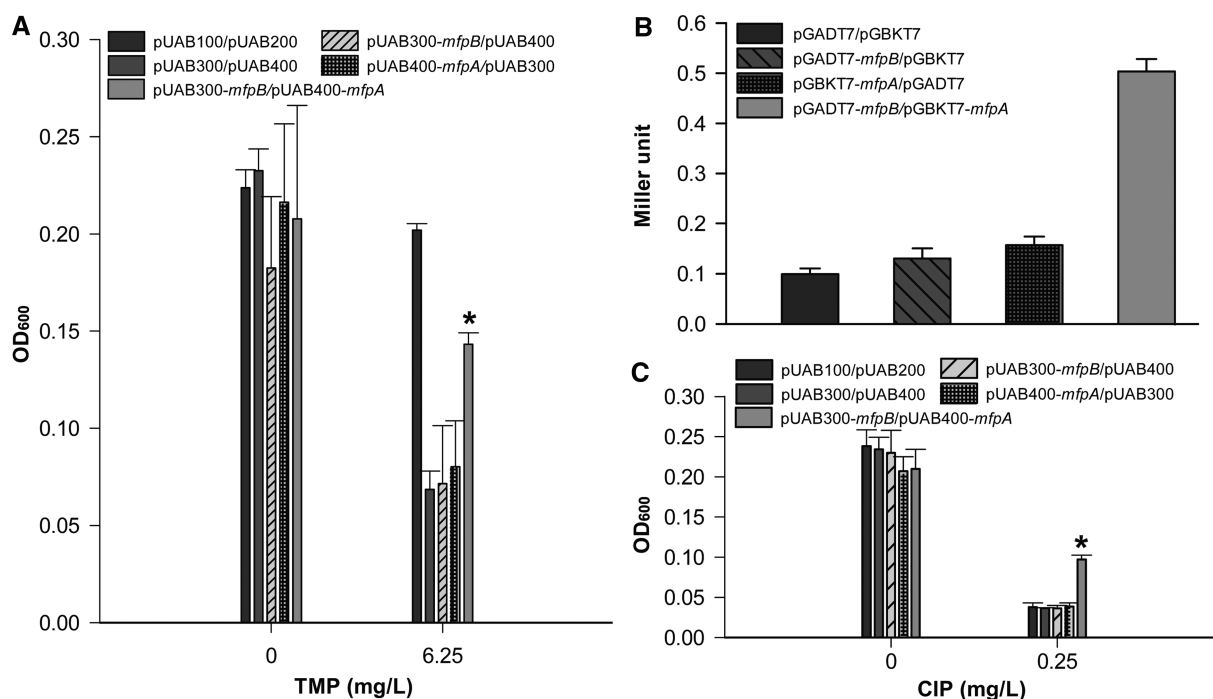 A
pUAB100/pUAB200
pUAB300-mfpB/pUAB400
pUAB300/pUAB400
pUAB400-mfpA/pUAB300
pUAB300-mfpB/pUAB400-mfpA
0.30
0.25
0.20
0.15
0.10
0.05
0.00
OD600
*
0
6.25
TMP (mg/L)
B
pGADT7/pGBKT7
pGADT7-mfpB/pGBKT7
pGBKT7-mfpA/pGADT7
pGADT7-mfpB/pGBKT7-mfpA
0.6
0.5
0.4
0.3
0.2
0.1
0.0
Miller unit
C
pUAB100/pUAB200
pUAB300-mfpB/pUAB400
pUAB300/pUAB400
pUAB400-mfpA/pUAB300
pUAB300-mfpB/pUAB400-mfpA
0.30
0.25
0.20
0.15
0.10
0.05
0.00
OD600
*
0
0.25
CIP (mg/L)